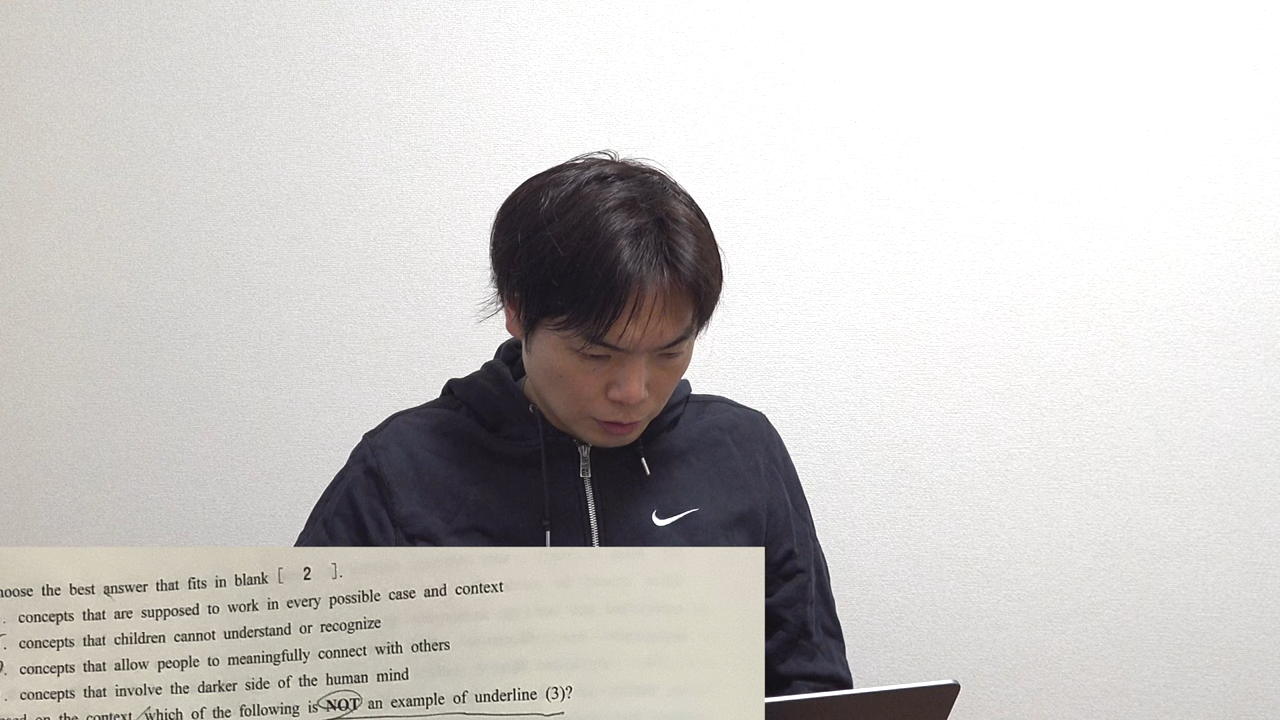 hoose the best answer that fits in blank [ 2 ].
. concepts that are supposed to work in every possible case and context
. concepts that children cannot understand or recognize
. concepts that allow people to meaningfully connect with others
. concepts that involve the darker side of the human mind
on the context, which of the following is NOT an example of underline (3)?